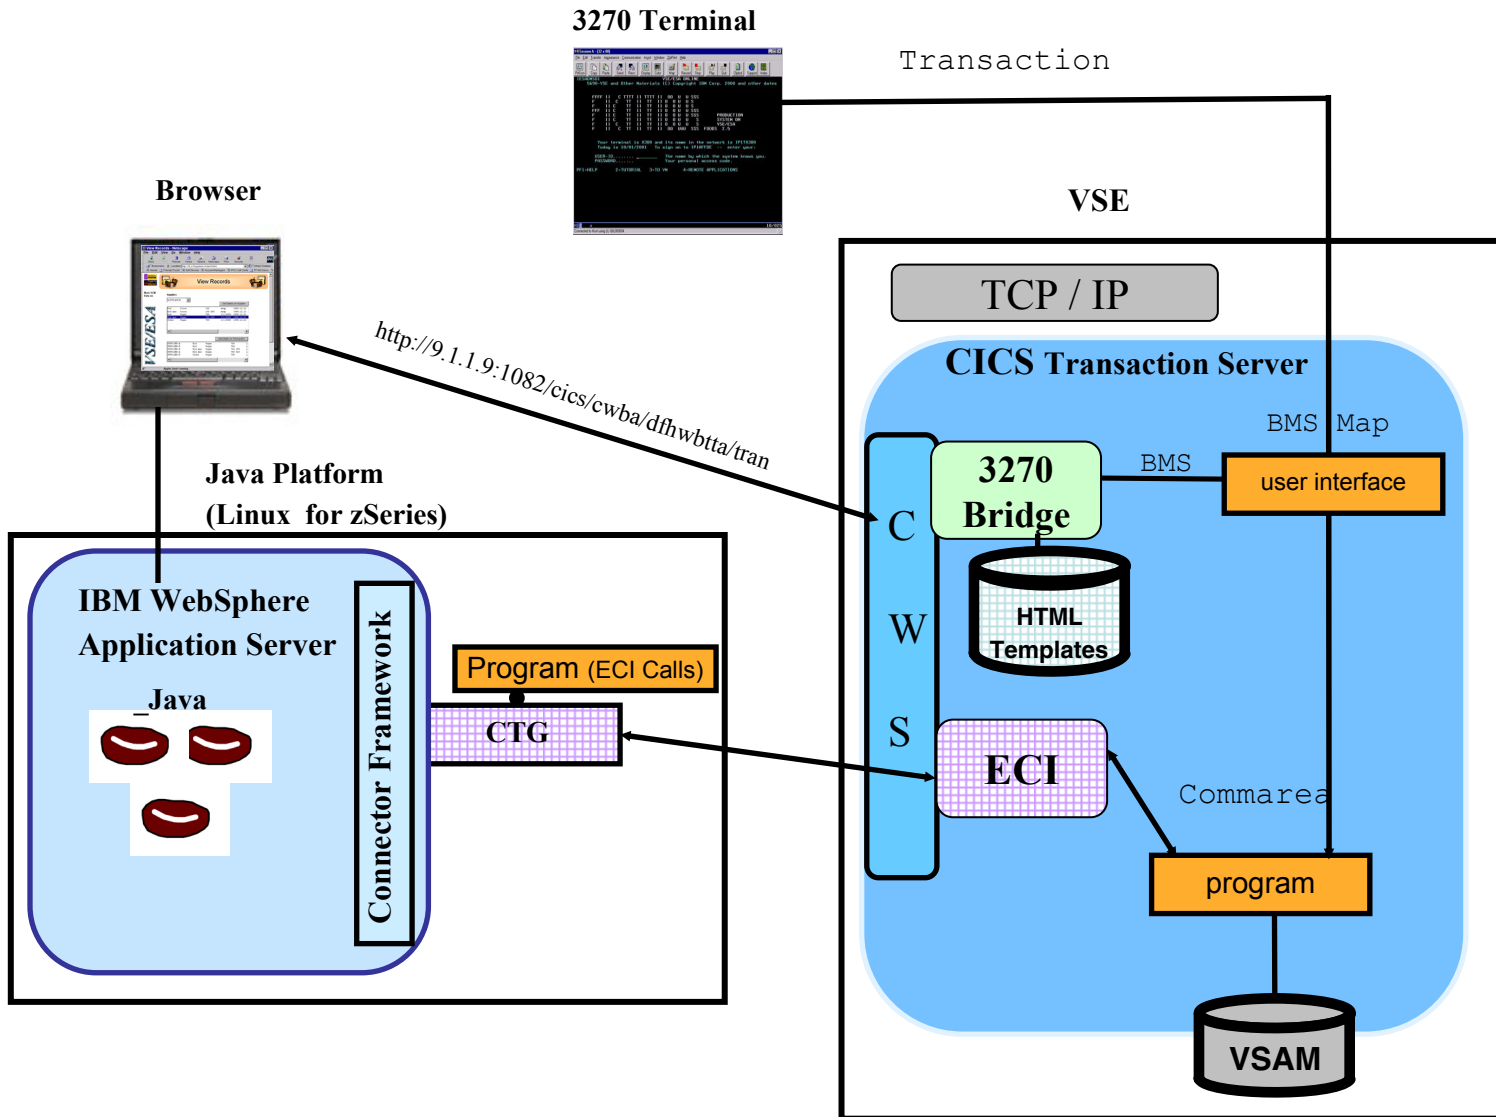 3270 Terminal
Transaction
Browser
VSE
View Records
VSE/ESA
TCP / IP
http://9.1.1.9:1082/cics/cwba/dfhwbtta/tran
CICS Transaction Server
BMS Map
BMS
user interface
3270
Bridge
C
W
S
HTML
Templates
Java Platform
(Linux for zSeries)
IBM WebSphere
Application Server
_Java
Connector Framework
Program (ECI Calls)
CTG
ECI
Commarea
program
VSAM